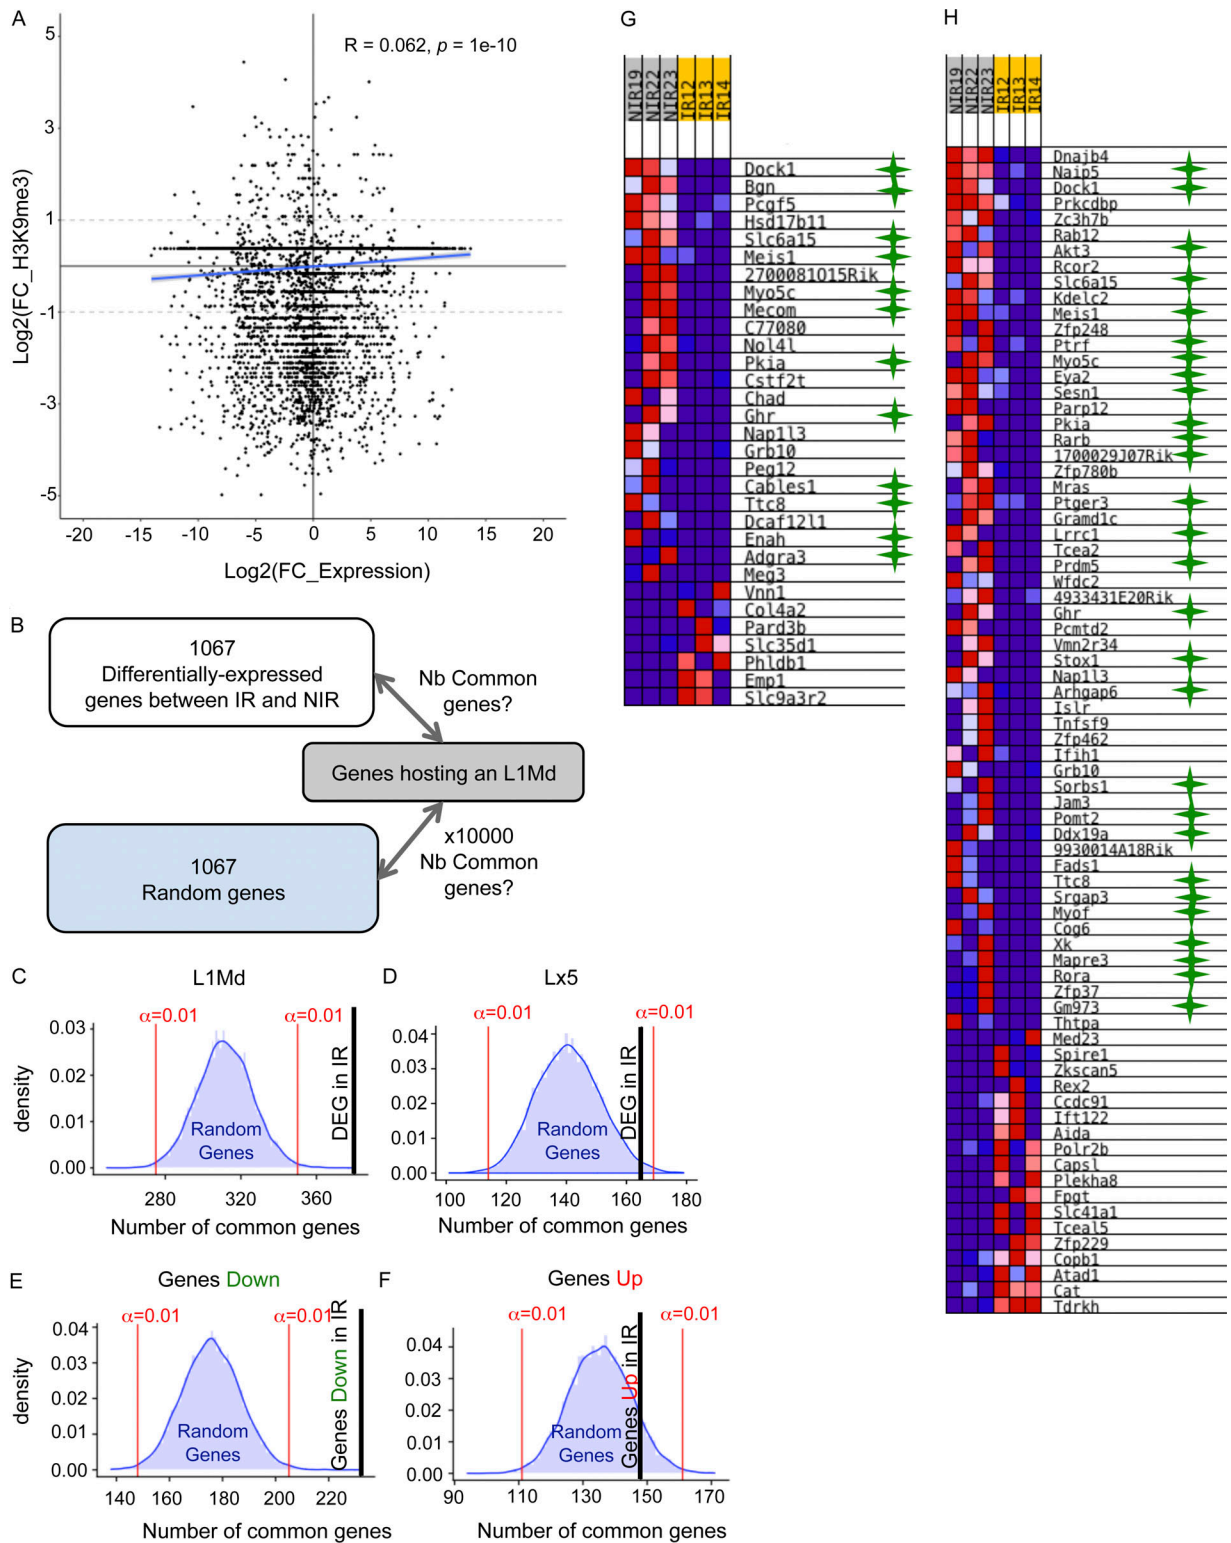 A
5
3
1
-1
-3
-5
R = 0.062, p = 1e-10
Log2(FC_H3K9me3)
-20 -15 -10 -5 0 5 10 15 20
Log2(FC_Expression)
B
1067
Differentially-expressed
genes between IR and NIR
Nb Common
genes?
Genes hosting an L1Md
x10000
Nb Common
genes?
1067
Random genes
C
L1Md
α=0.01
α=0.01
0.03
0.02
0.01
0.00
density
Random
Genes
DEG in IR
280 320 360
Number of common genes
D
Lx5
α=0.01
α=0.01
0.04
0.03
0.02
0.01
0.00
Random
Genes
DEG in IR
100 120 140 160 180
Number of common genes
E
Genes Down
α=0.01
α=0.01
0.04
0.03
0.02
0.01
0.00
density
Random
Genes
Genes Down in IR
140 160 180 200 220
Number of common genes
F
Genes Up
α=0.01
α=0.01
0.04
0.03
0.02
0.01
0.00
Random
Genes
Genes Up in IR
90 110 130 150 170
Number of common genes
G
NIR19
NIR22
NIR23
IR12
IR13
IR14
Dock1
Bgn
Pcgf5
Hsd17b11
Slc6a15
Meis1
2700081O15Rik
Myo5c
Mecom
C77080
Nol4l
Pkia
Cstf2t
Chad
Ghr
Nap1l3
Grb10
Peg12
Cables1
Ttc8
Dcaf12l1
Enah
Adgra3
Meg3
Vnn1
Col4a2
Pard3b
Slc35d1
Phldb1
Emp1
Slc9a3r2
H
NIR19
NIR22
NIR23
IR12
IR13
IR14
Dnajb4
Naip5
Dock1
Prkcdbp
Zc3h7b
Rab12
Akt3
Rcor2
Slc6a15
Kdelc2
Meis1
Zfp248
Ptrf
Myo5c
Eya2
Sesn1
Parp12
Pkia
Rarb
1700029J07Rik
Zfp780b
Mras
Ptger3
Gramd1c
Lrrc1
Tcea2
Prdm5
Wfdc2
4933431E20Rik
Ghr
Pcmtd2
Vmn2r34
Stox1
Nap1l3
Arhgap6
Islr
Tnfsf9
Zfp462
Ifih1
Grb10
Sorbs1
Jam3
Pomt2
Ddx19a
9930014A18Rik
Fads1
Ttc8
Srgap3
Myof
Cog6
Xk
Mapre3
Rora
Zfp37
Gm973
Thtpa
Med23
Spire1
Zkscan5
Rex2
Ccdc91
Ift122
Aida
Polr2b
Capsl
Plekha8
Fpgt
Slc41a1
Tceal5
Zfp229
Copb1
Atad1
Cat
Tdrkh